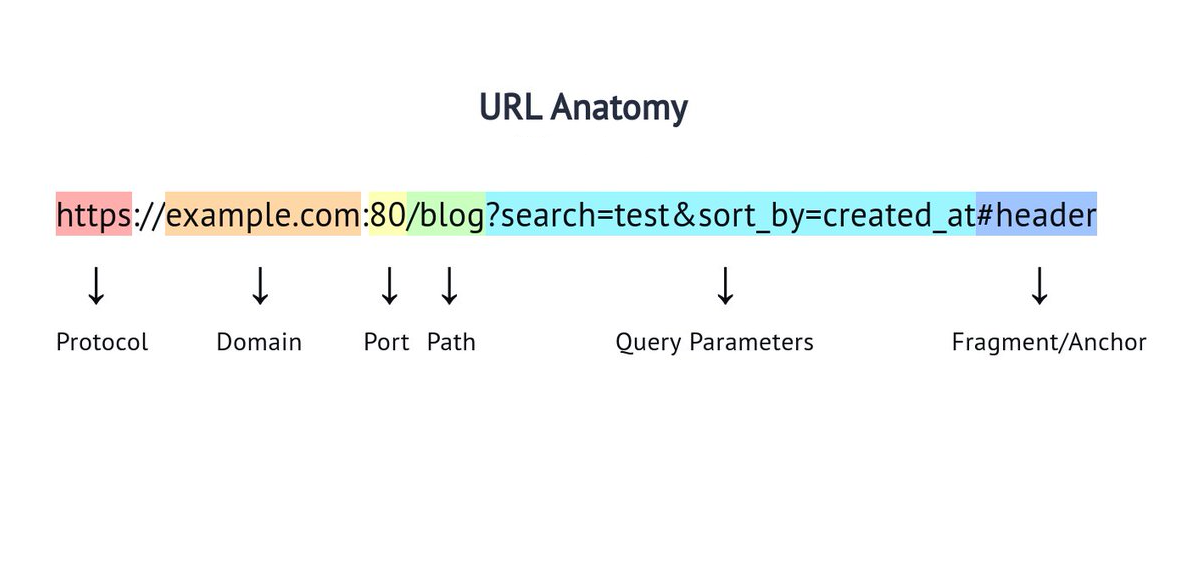 URL Anatomy
https://example.com:80/blog?search=test&sort_by=created_at#header
↓ ↓ ↓ ↓ ↓ ↓
Protocol Domain Port Path Query Parameters Fragment/Anchor